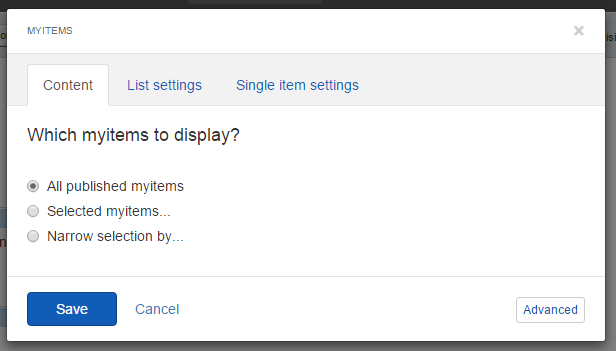 MYITEMS
×
Content
List settings
Single item settings
Which myitems to display?
All published myitems
Selected myitems...
Narrow selection by...
Save
Cancel
Advanced